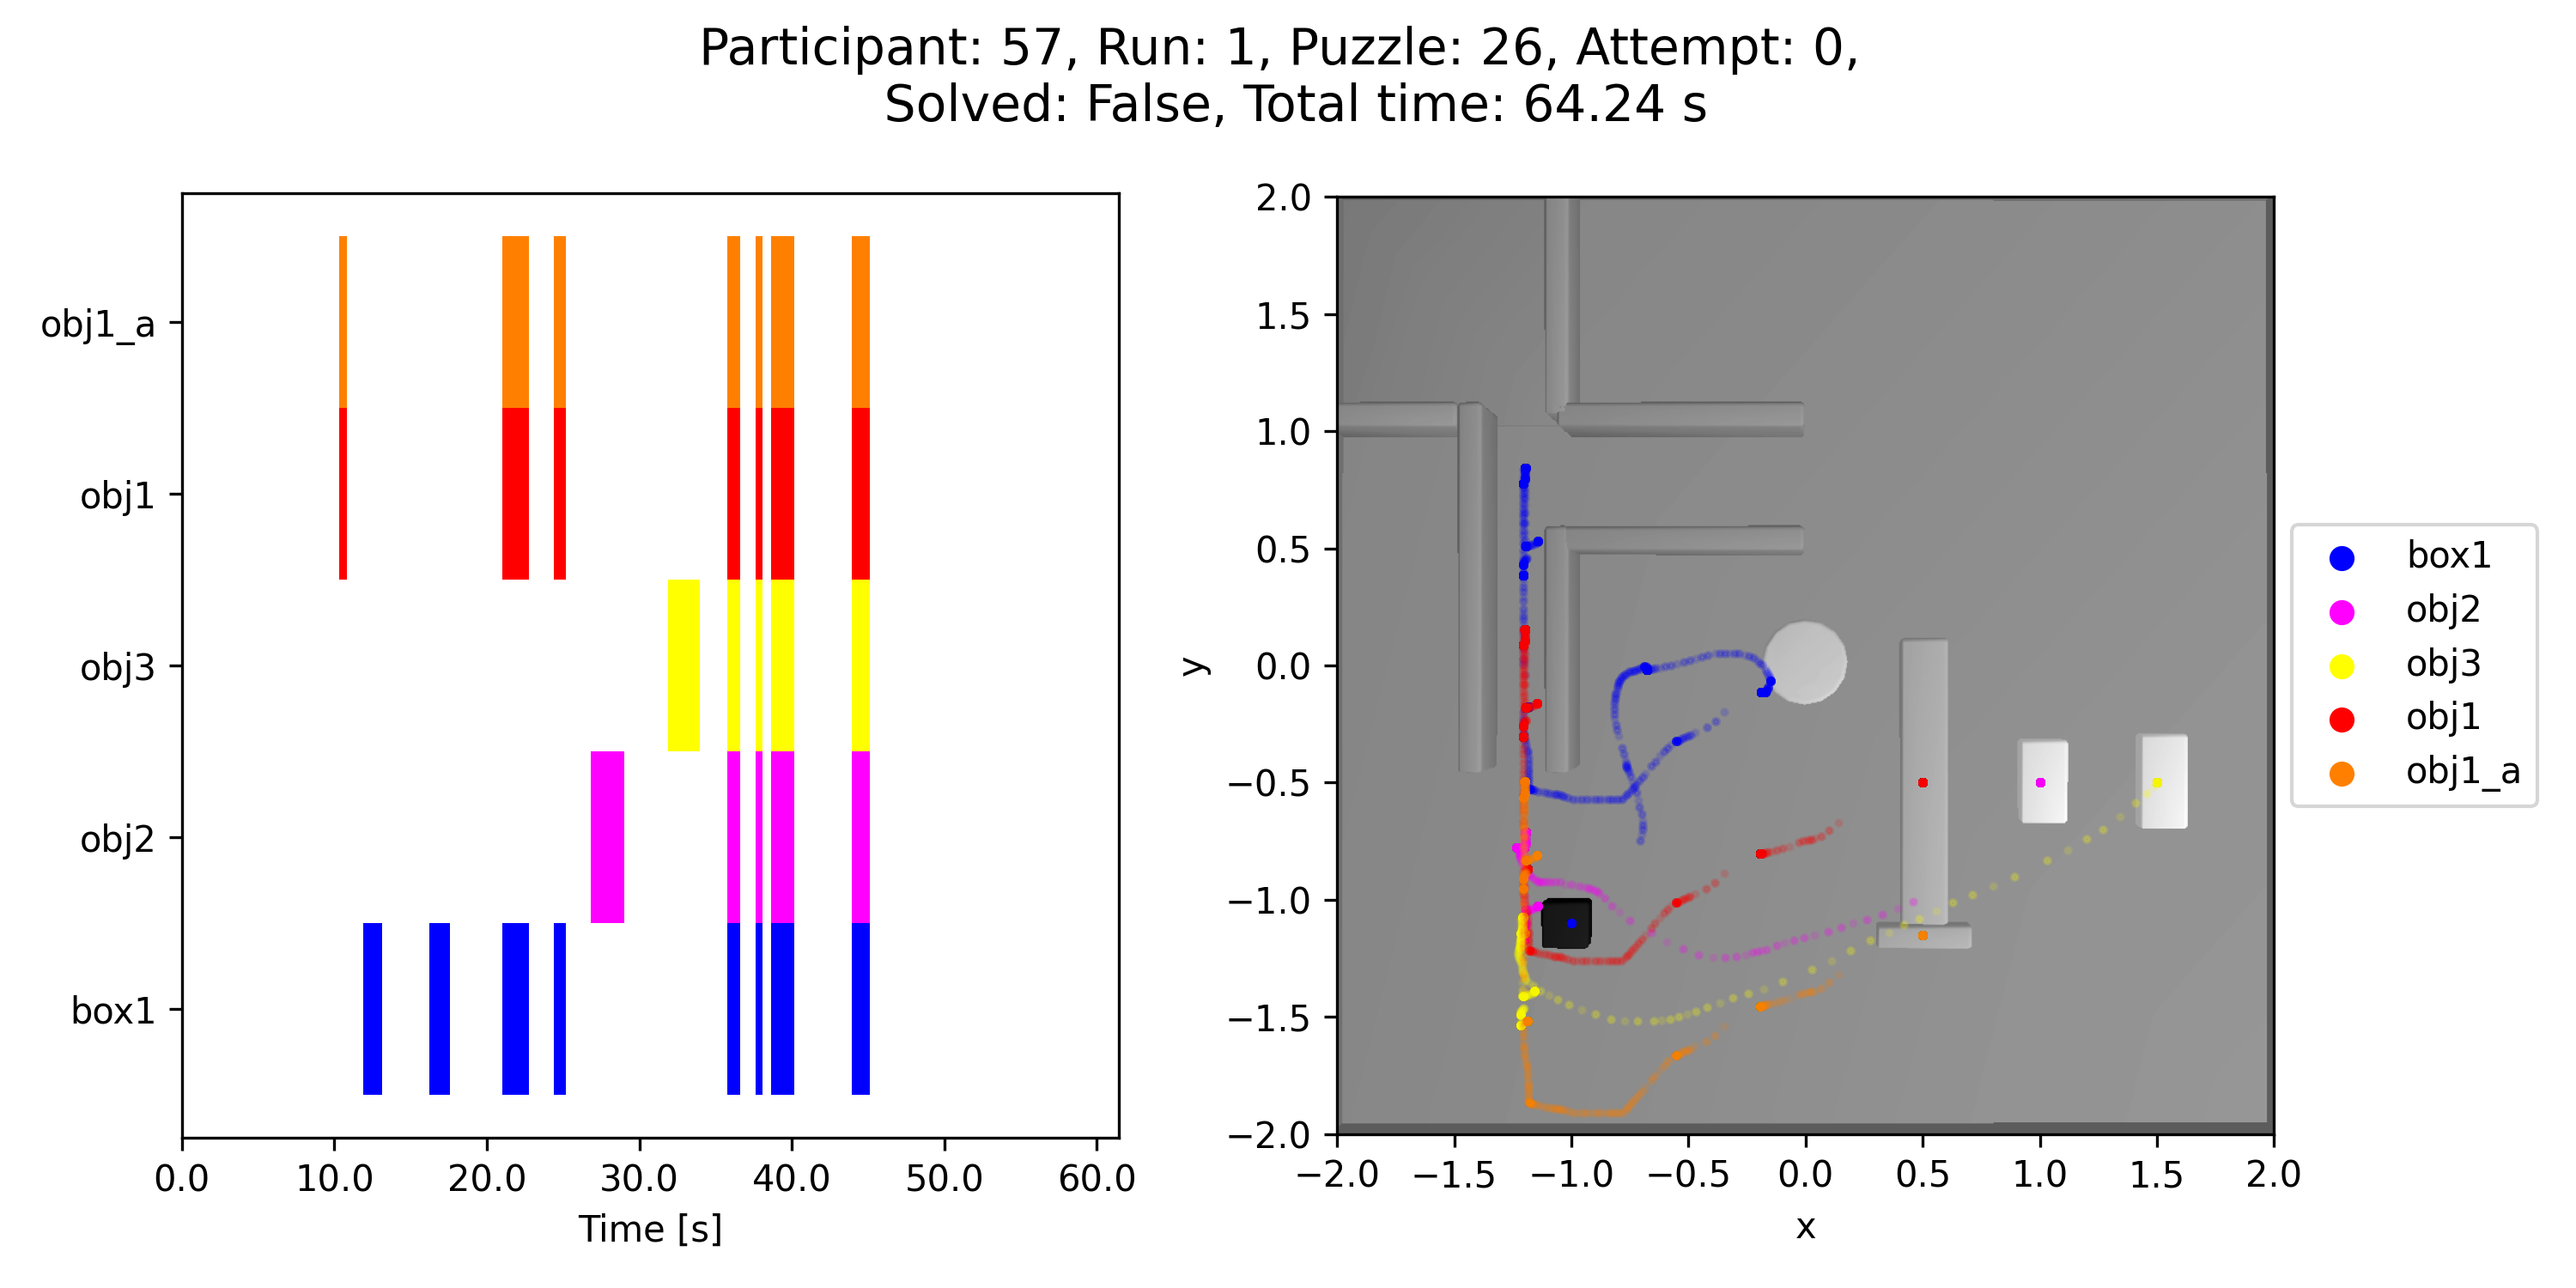 Participant: 57, Run: 1, Puzzle: 26, Attempt: 0,
Solved: False, Total time: 64.24 s
obj1_a
obj1
obj3
obj2
box1
0.0 10.0 20.0 30.0 40.0 50.0 60.0
Time [s]
2.0
1.5
1.0
0.5
0.0
−0.5
−1.0
−1.5
−2.0
y
−2.0 −1.5 −1.0 −0.5 0.0 0.5 1.0 1.5 2.0
x
box1
obj2
obj3
obj1
obj1_a